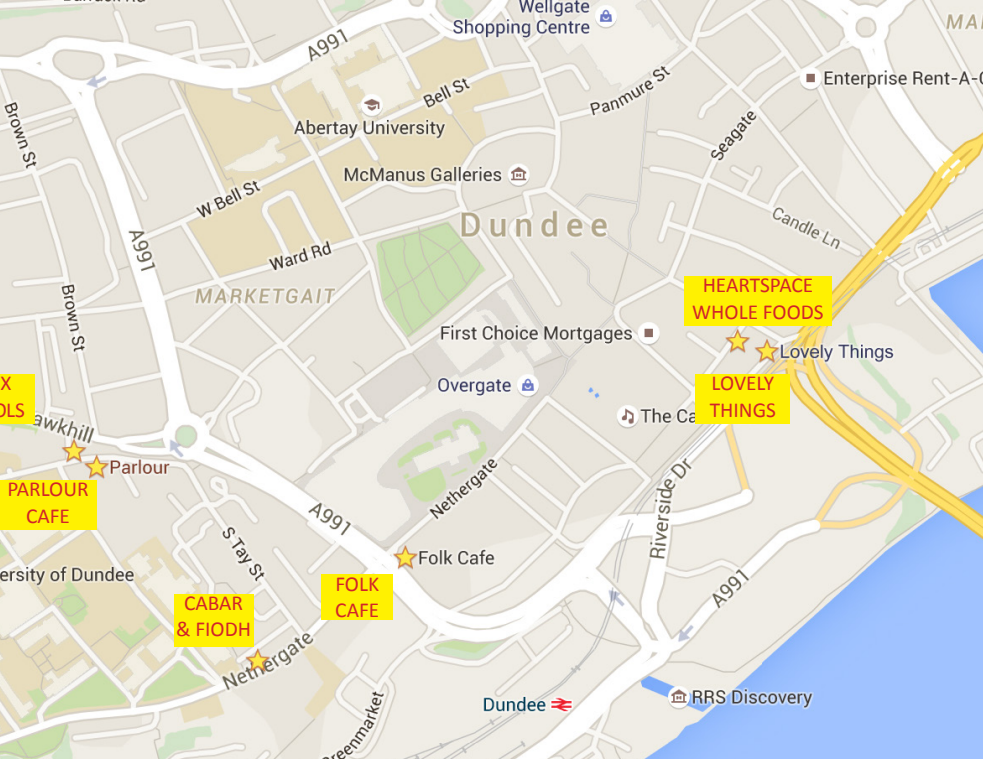 Wellgate
Shopping Centre
MA
A991
Enterprise Rent-A-C
Bell St
Panmure St
Brown St
Abertay University
Seagate
McManus Galleries
W Bell St
Dundee
Candle Ln
A991
Ward Rd
MARKETGAIT
HEARTSPACE
WHOLE FOODS
Brown St
First Choice Mortgages
Lovely Things
X
OLS
Overgate
LOVELY
THINGS
The Ca
awkhill
Parlour
PARLOUR
CAFE
Nethergate
Riverside Dr
A991
S Tay St
Folk Cafe
ersity of Dundee
FOLK
CAFE
A991
CABAR
& FIODH
Nethergate
Dundee
RRS Discovery
Greenmarket